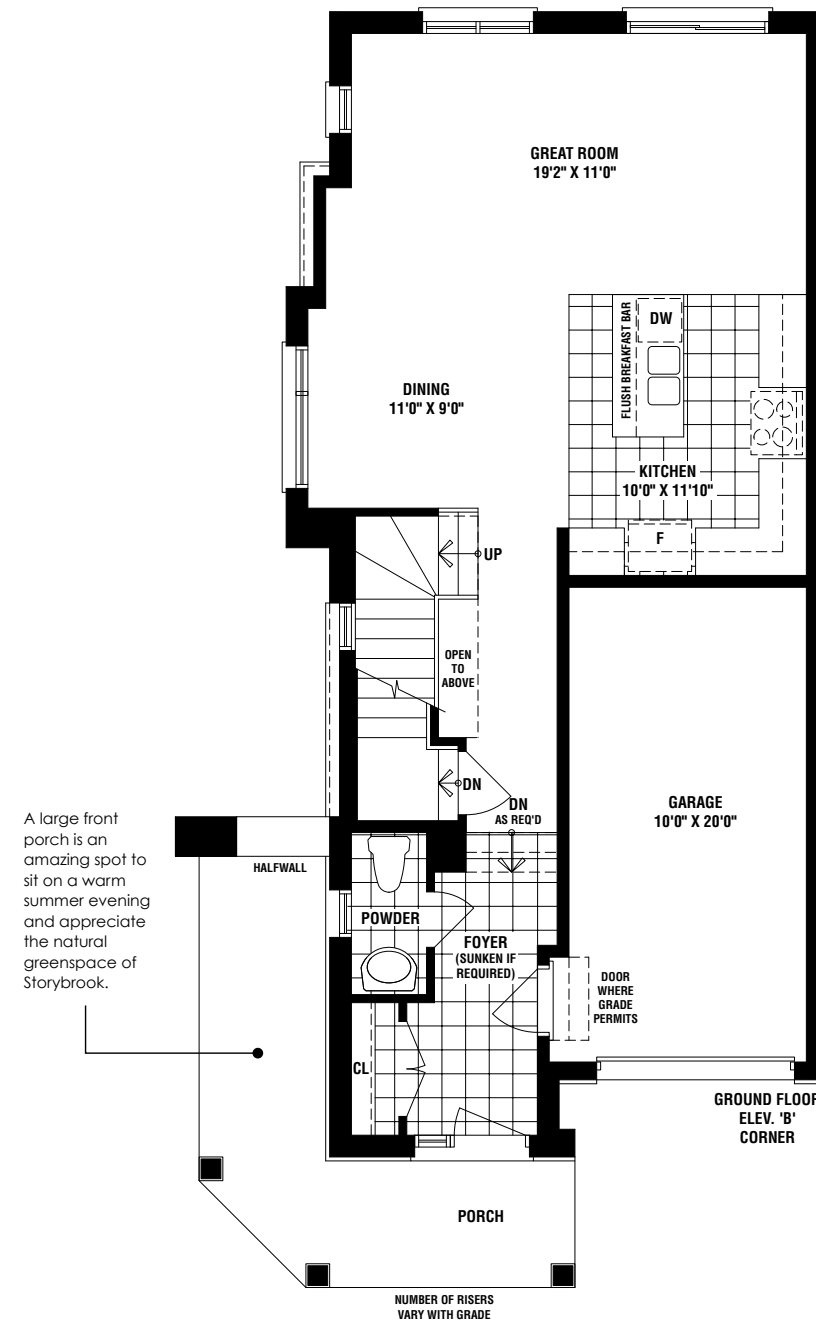 GREAT ROOM
19'2" X 11'0"
FLUSH BREAKFAST BAR
DW
DINING
11'0" X 9'0"
KITCHEN
10'0" X 11'10"
F
UP
OPEN
TO
ABOVE
DN
DN
AS REQ'D
GARAGE
10'0" X 20'0"
A large front
porch is an
amazing spot to
sit on a warm
summer evening
and appreciate
the natural
greenspace of
Storybrook.
HALFWALL
POWDER
FOYER
(SUNKEN IF
REQUIRED)
DOOR
WHERE
GRADE
PERMITS
CL
GROUND FLOOR
ELEV. 'B'
CORNER
PORCH
NUMBER OF RISERS
VARY WITH GRADE